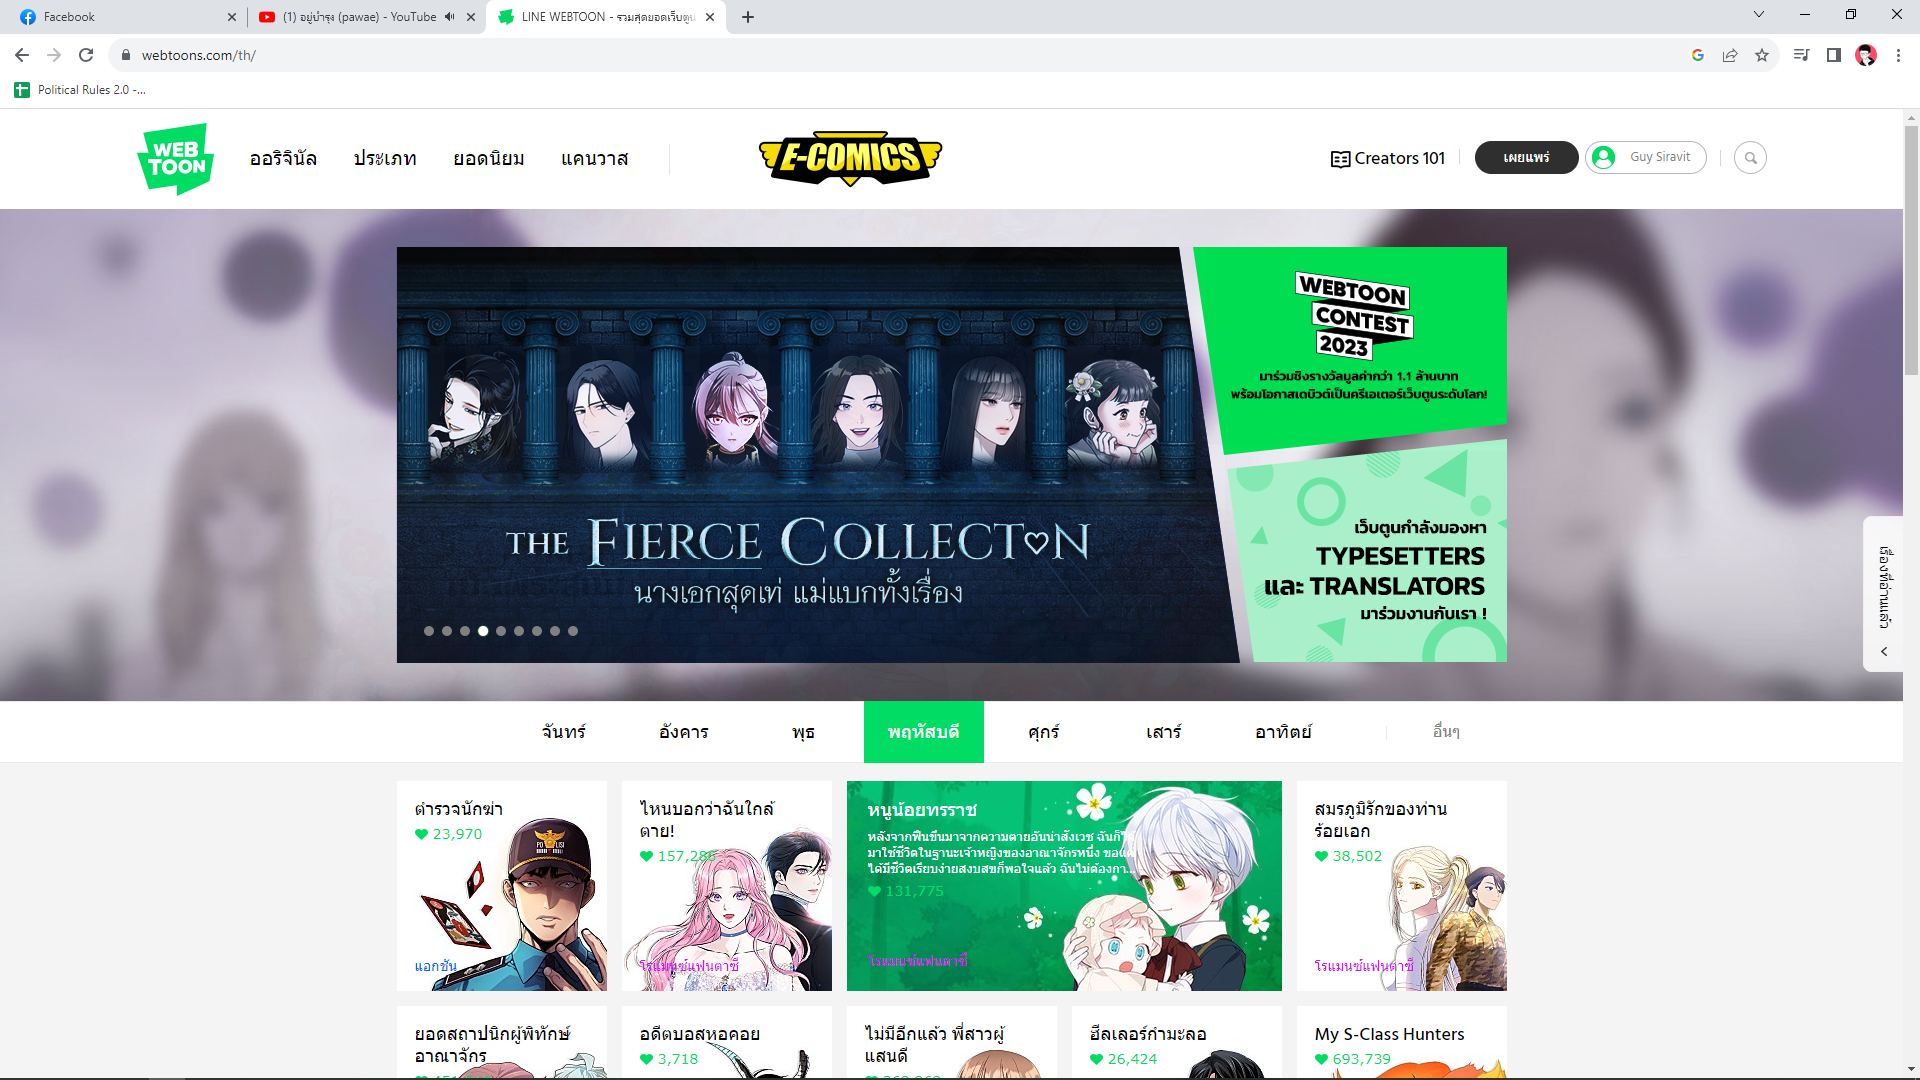 Facebook
(1) อยู่บำรุง (pawae) - YouTube
LINE WEBTOON - รวมสุดยอดเว็บตูน
webtoons.com/th/
Political Rules 2.0 -...
WEB
TOON
ออริจินัล
ประเภท
ยอดนิยม
แคนวาส
E-COMICS
Creators 101
เผยแพร่
Guy Siravit
WEBTOON
CONTEST
2023
มาร่วมชิงรางวัลมูลค่ากว่า 1.1 ล้านบาท
พร้อมโอกาสเดบิวต์เป็นครีเอเตอร์เว็บตูนระดับโลก!
THE FIERCE COLLECTION
นางเอกสุดเท่ แม่แบกทั้งเรื่อง
เว็บตูนกำลังมองหา
TYPESETTERS
และ TRANSLATORS
มาร่วมงานกับเรา !
เรื่องที่อ่านแล้ว
จันทร์
อังคาร
พุธ
พฤหัสบดี
ศุกร์
เสาร์
อาทิตย์
อื่นๆ
ตำรวจนักฆ่า
23,970
แอกชัน
ไหนบอกว่าฉันใกล้
ตาย!
157,286
โรแมนซ์แฟนตาซี
หนูน้อยทรราช
หลังจากฟื้นขึ้นมาจากความตายอันน่าสังเวช ฉันก็ได้
มาใช้ชีวิตในฐานะเจ้าหญิงของอาณาจักรหนึ่ง ขอแค่
ได้มีชีวิตเรียบง่ายสงบสุขก็พอใจแล้ว ฉันไม่ต้องกา...
131,775
โรแมนซ์แฟนตาซี
สมรภูมิรักของท่าน
ร้อยเอก
38,502
โรแมนซ์แฟนตาซี
ยอดสถาปนิกผู้พิทักษ์
อาณาจักร
อดีตบอสหอคอย
3,718
ไม่มีอีกแล้ว พี่สาวผู้
แสนดี
ฮีลเลอร์กำมะลอ
26,424
My S-Class Hunters
693,739